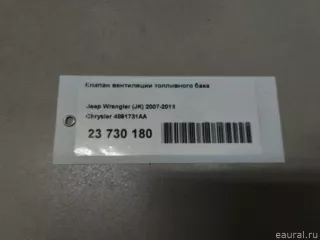 Клапан вентиляции топливного бака
Jeep Wrangler (JK) 2007-2011
Chrysler 4891731AA
23 730 180
eaural.ru